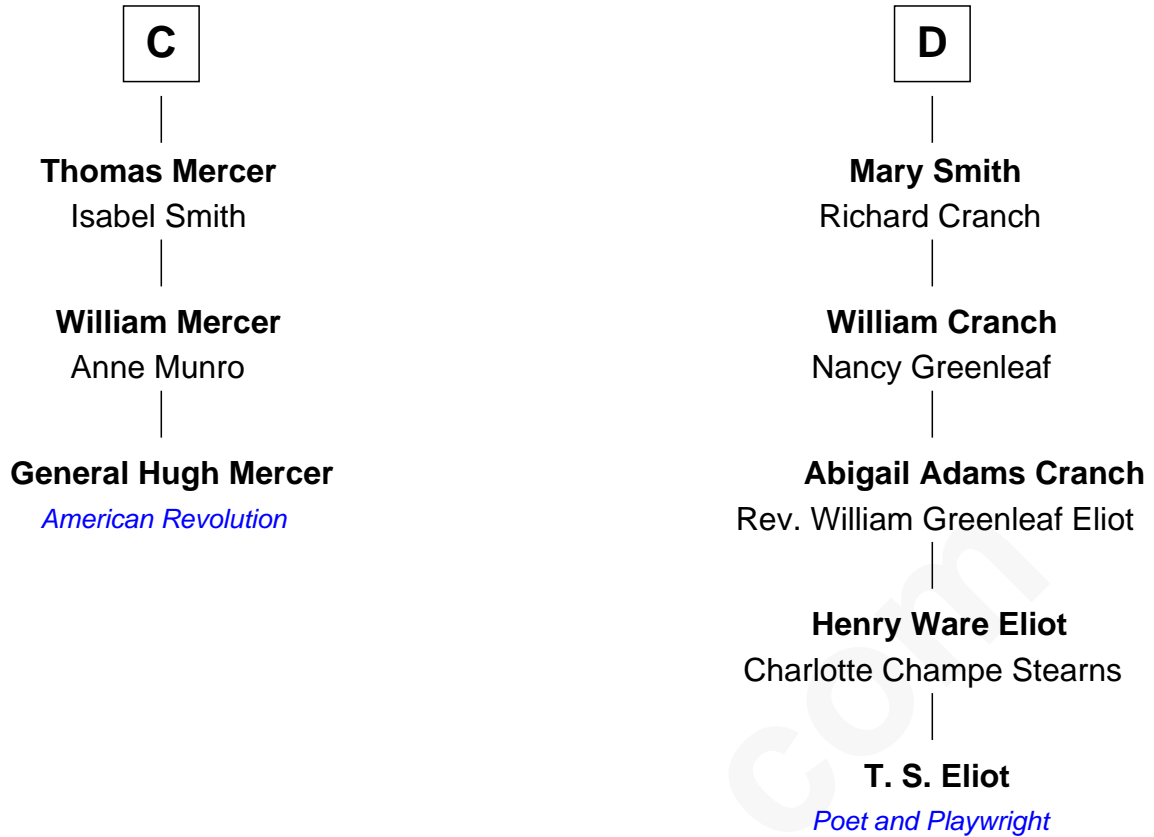 C
Thomas Mercer
Isabel Smith
William Mercer
Anne Munro
General Hugh Mercer
American Revolution
D
Mary Smith
Richard Cranch
William Cranch
Nancy Greenleaf
Abigail Adams Cranch
Rev. William Greenleaf Eliot
Henry Ware Eliot
Charlotte Champe Stearns
T. S. Eliot
Poet and Playwright
com